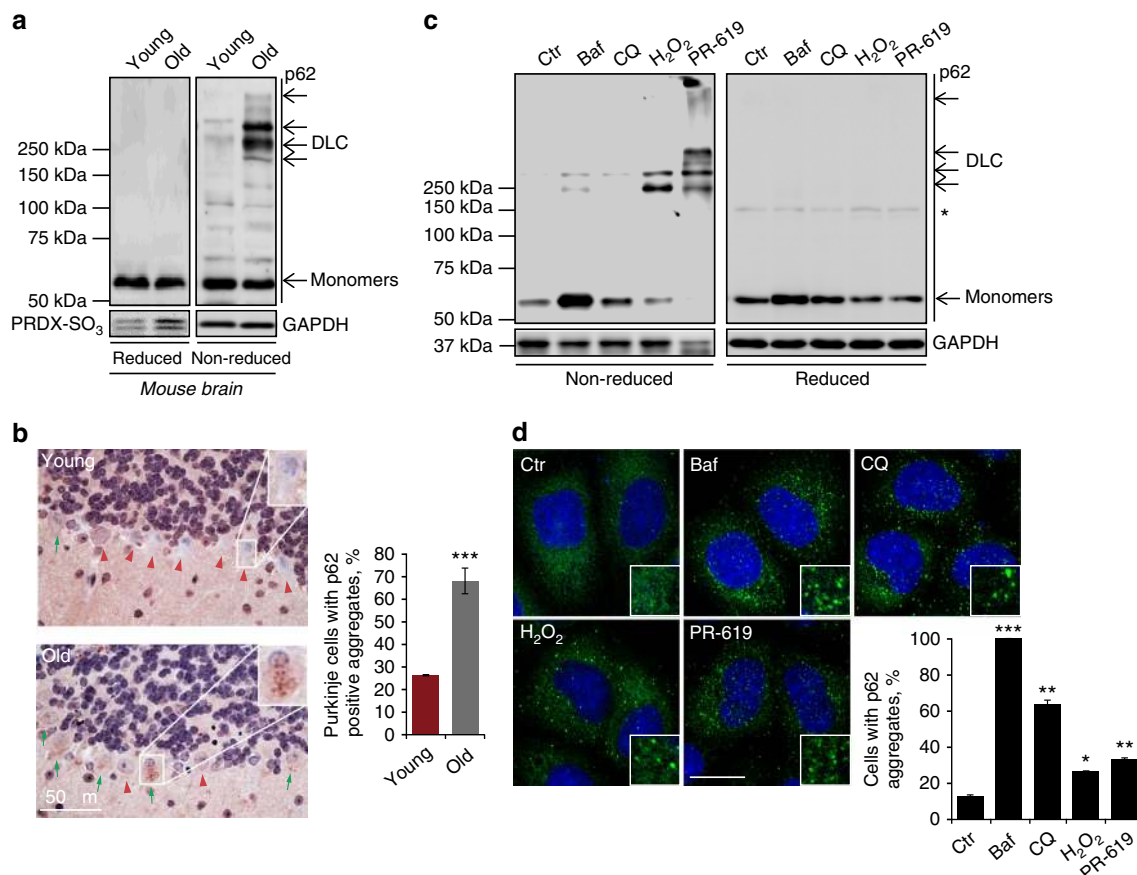 a
Young
Old
Young
Old
p62
DLC
250 kDa
150 kDa
100 kDa
75 kDa
Monomers
50 kDa
PRDX-SO₃
GAPDH
Reduced Non-reduced
Mouse brain
c
Ctr
Baf
CQ
H₂O₂
PR-619
Ctr
Baf
CQ
H₂O₂
PR-619
p62
DLC
250 kDa
150 kDa
*
100 kDa
75 kDa
Monomers
50 kDa
37 kDa
GAPDH
Non-reduced
Reduced
b
Young
Old
50 m
Purkinje cells with p62
positive aggregates, %
80
70
60
50
40
30
20
10
0
***
Young
Old
d
Ctr
Baf
CQ
H₂O₂
PR-619
Cells with p62
aggregates, %
100
80
60
40
20
0
***
**
*
**
Ctr
Baf
CQ
H₂O₂
PR-619